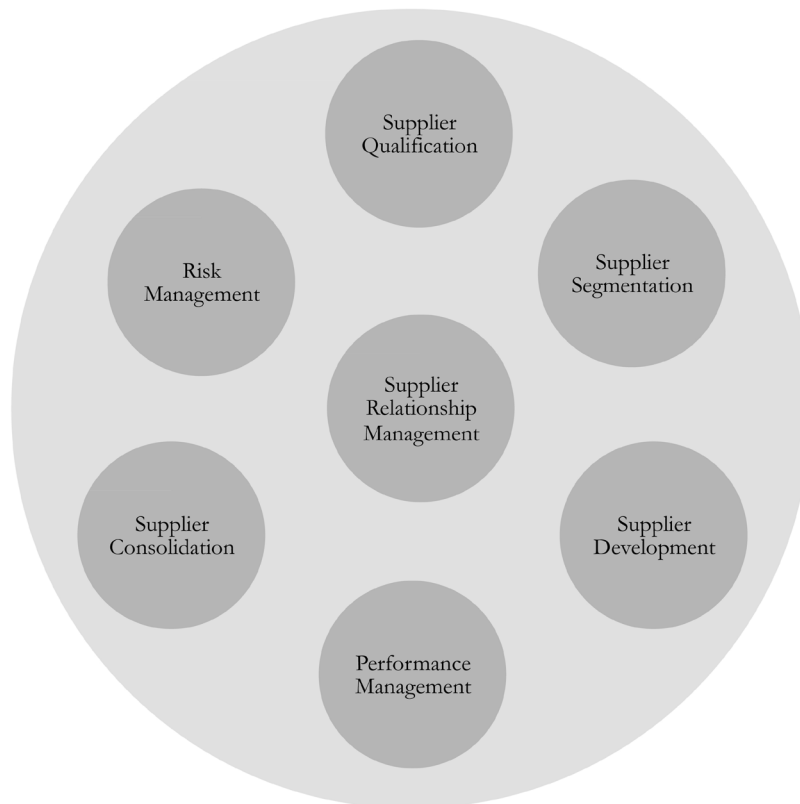 Supplier
Qualification
Risk
Management
Supplier
Segmentation
Supplier
Relationship
Management
Supplier
Consolidation
Supplier
Development
Performance
Management